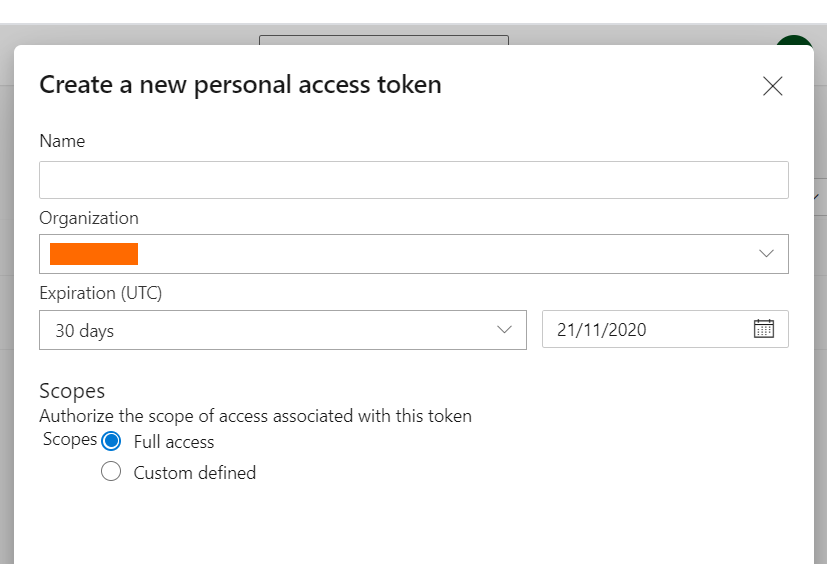 Create a new personal access token
Name
Organization
Expiration (UTC)
30 days
21/11/2020
Scopes
Authorize the scope of access associated with this token
Scopes Full access
Custom defined